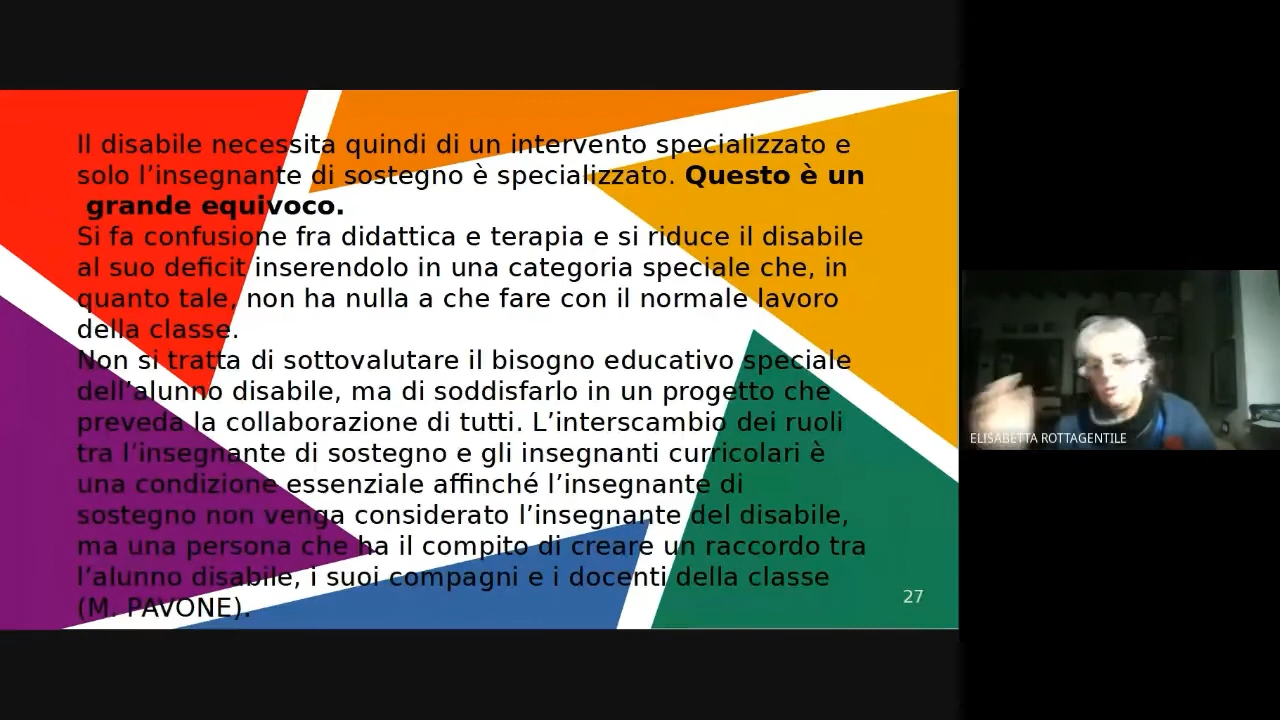 Il disabile necessita quindi di un intervento specializzato e
solo l’insegnante di sostegno è specializzato. Questo è un
grande equivoco.
Si fa confusione fra didattica e terapia e si riduce il disabile
al suo deficit inserendolo in una categoria speciale che, in
quanto tale, non ha nulla a che fare con il normale lavoro
della classe.
Non si tratta di sottovalutare il bisogno educativo speciale
dell’alunno disabile, ma di soddisfarlo in un progetto che
preveda la collaborazione di tutti. L’interscambio dei ruoli
tra l’insegnante di sostegno e gli insegnanti curricolari è
una condizione essenziale affinché l’insegnante di
sostegno non venga considerato l’insegnante del disabile,
ma una persona che ha il compito di creare un raccordo tra
l’alunno disabile, i suoi compagni e i docenti della classe
(M. PAVONE).
27
ELISABETTA ROTTAGENTILE